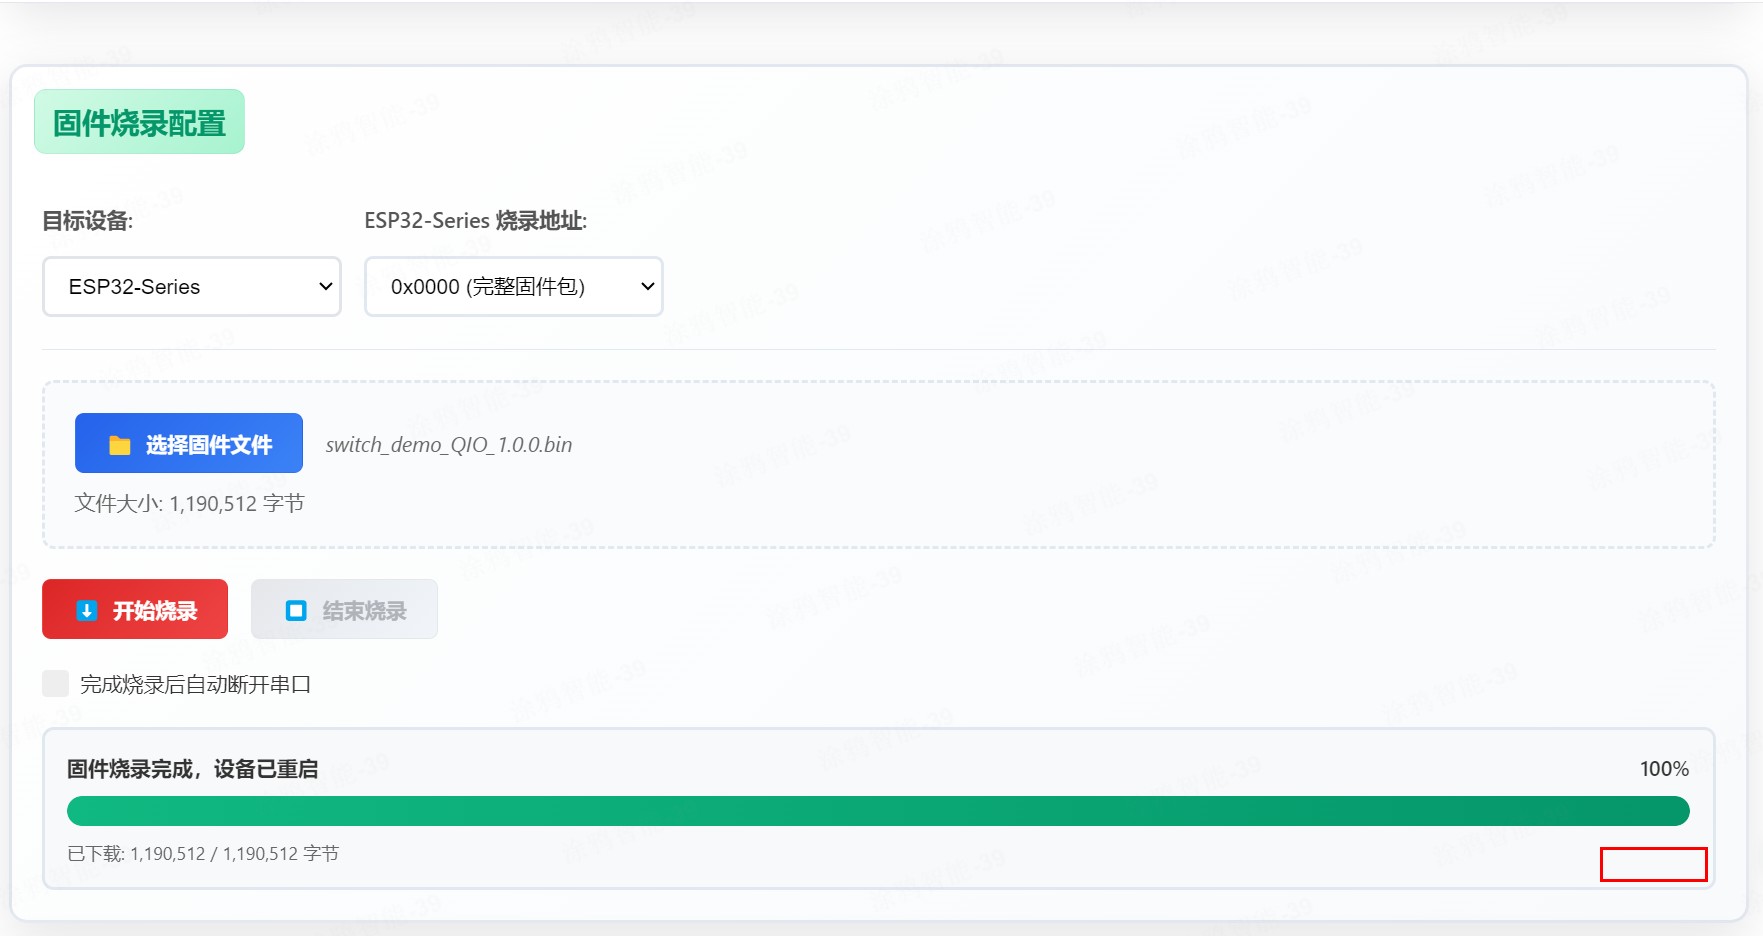 固件烧录配置
目标设备:
ESP32-Series 烧录地址:
ESP32-Series
0x0000 (完整固件包)
选择固件文件
switch_demo_QIO_1.0.0.bin
文件大小: 1,190,512 字节
开始烧录
结束烧录
完成烧录后自动断开串口
固件烧录完成，设备已重启
100%
已下载: 1,190,512 / 1,190,512 字节